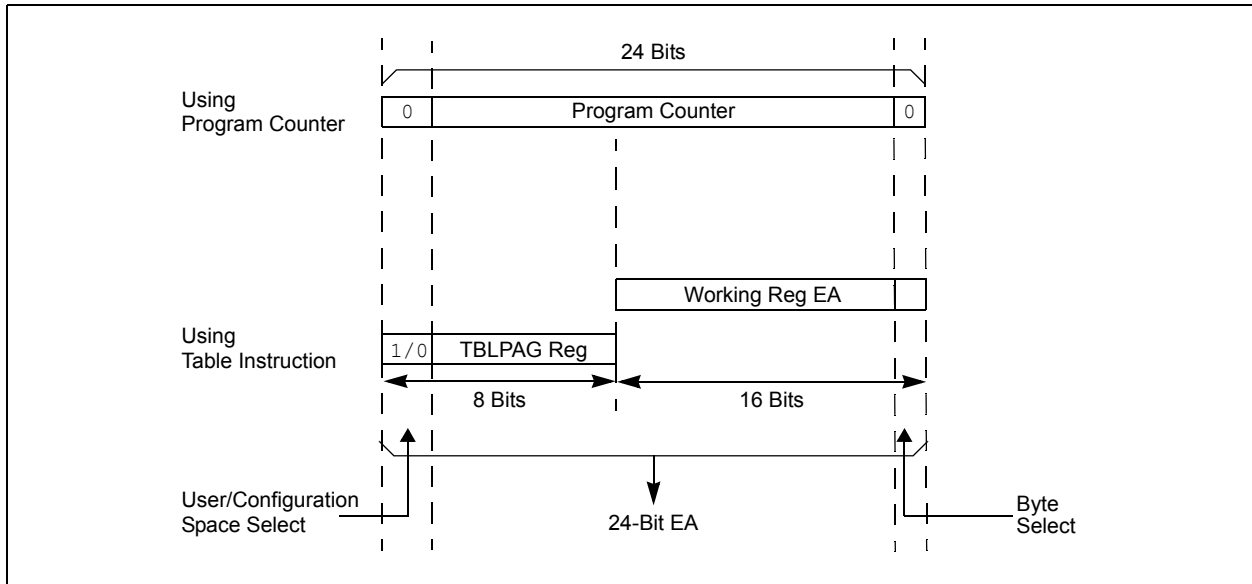 24 Bits
Using
Program Counter
0
Program Counter
0
Working Reg EA
Using
Table Instruction
1/0
TBLPAG Reg
8 Bits
16 Bits
User/Configuration
Space Select
24-Bit EA
Byte
Select